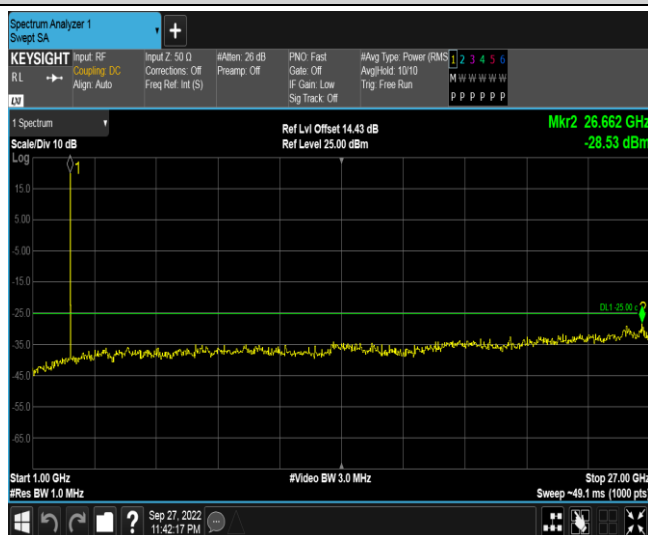 Spectrum Analyzer 1
Swept SA
+
KEYSIGHT
RL
LXI
Input: RF
Coupling: DC
Align: Auto
Input Z: 50 Ω
Corrections: Off
Freq Ref: Int (S)
#Atten: 26 dB
Preamp: Off
PNO: Fast
Gate: Off
IF Gain: Low
Sig Track: Off
#Avg Type: Power (RMS
Avg|Hold: 10/10
Trig: Free Run
1 2 3 4 5 6
M W W W W W
P P P P P P
1 Spectrum
Scale/Div 10 dB
Ref Lvl Offset 14.43 dB
Ref Level 25.00 dBm
Mkr2 26.662 GHz
-28.53 dBm
Log
1
15.0
5.00
-5.00
-15.0
-25.0
DL1 -25.00
2
-35.0
-45.0
-55.0
-65.0
Start 1.00 GHz
#Res BW 1.0 MHz
#Video BW 3.0 MHz
Stop 27.00 GHz
Sweep ~49.1 ms (1000 pts)
?
Sep 27, 2022
11:42:17 PM